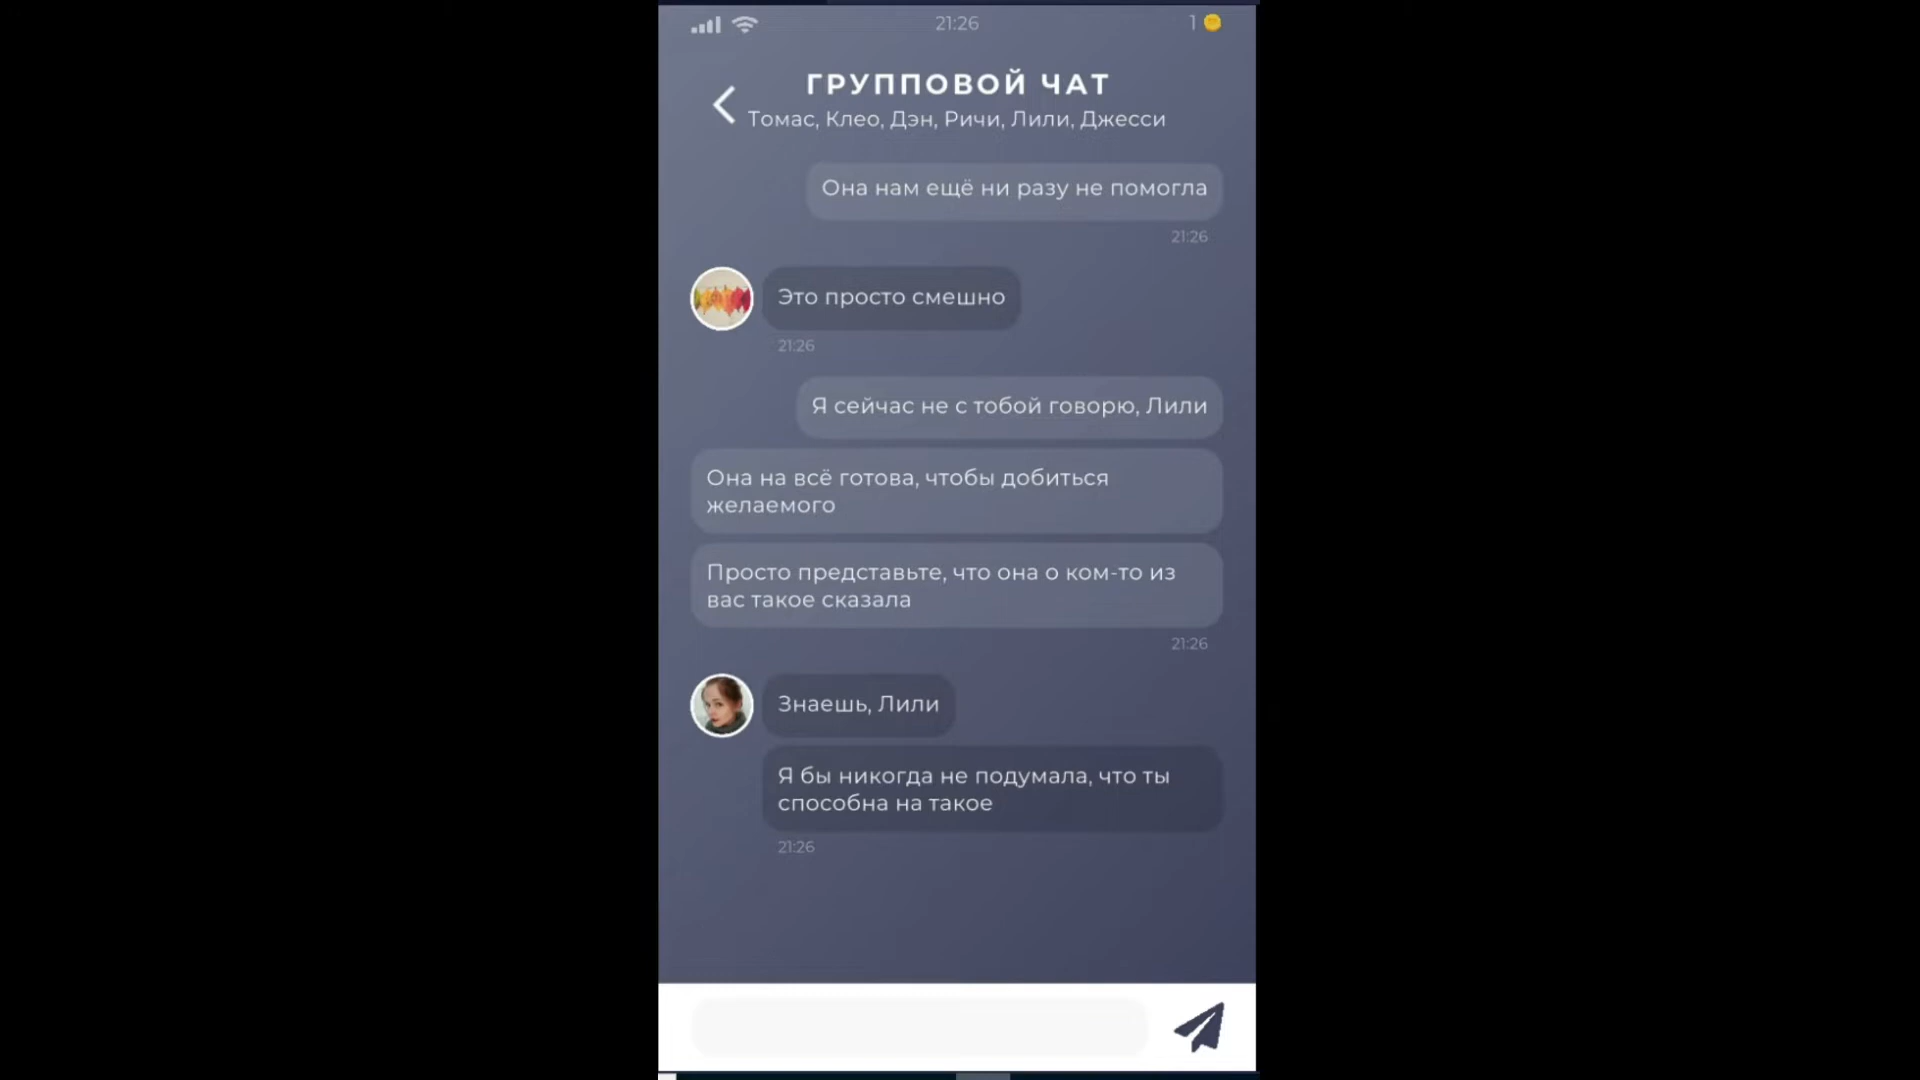 21:26
1
ГРУППОВОЙ ЧАТ
Томас, Клео, Дэн, Ричи, Лили, Джесси
Она нам ещё ни разу не помогла
21:26
Это просто смешно
21:26
Я сейчас не с тобой говорю, Лили
Она на всё готова, чтобы добиться
желаемого
Просто представьте, что она о ком-то из
вас такое сказала
21:26
Знаешь, Лили
Я бы никогда не подумала, что ты
способна на такое
21:26